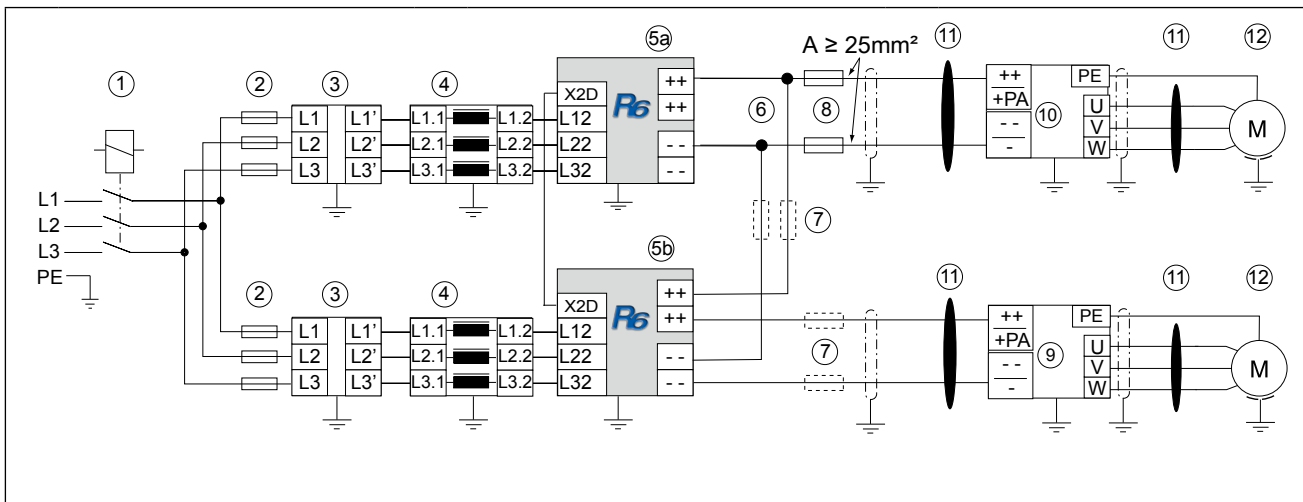 ① ② ③ ④ 5a ⑥ ⑧ A ≥ 25mm² ⑪ ⑪ ⑫
L1
L2
L3
PE
L1 L1'
L2 L2'
L3 L3'
L1.1 L1.2
L2.1 L2.2
L3.1 L3.2
X2D
L12
L22
L32
R6
++
++
--
--
++
+PA
--
-
⑩
PE
U
V
W
M
⑦
② ③ ④ 5b ⑦ ⑪ ⑪ ⑫
L1 L1'
L2 L2'
L3 L3'
L1.1 L1.2
L2.1 L2.2
L3.1 L3.2
X2D
L12
L22
L32
R6
++
++
--
--
++
+PA
--
-
⑨
PE
U
V
W
M